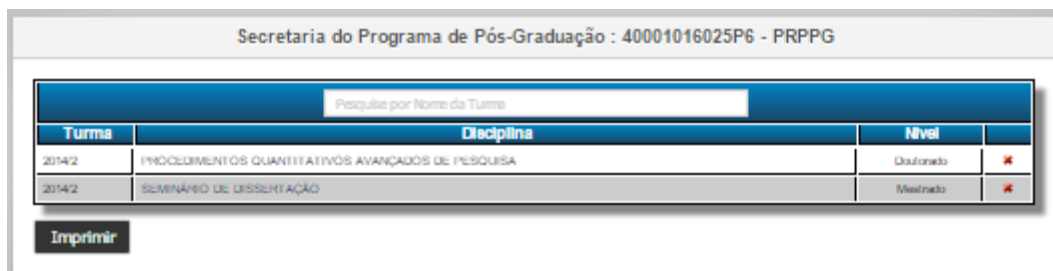 Secretaria do Programa de Pós-Graduação : 40001016025P6 - PRPPG
Pesquise por Nome da Turma
Turma Disciplina Nivel
2014/2 PROCEDIMENTOS QUANTITATIVOS AVANÇADOS DE PESQUISA Doutorado
2014/2 SEMINÁRIO DE DISSERTAÇÃO Mestrado
Imprimir